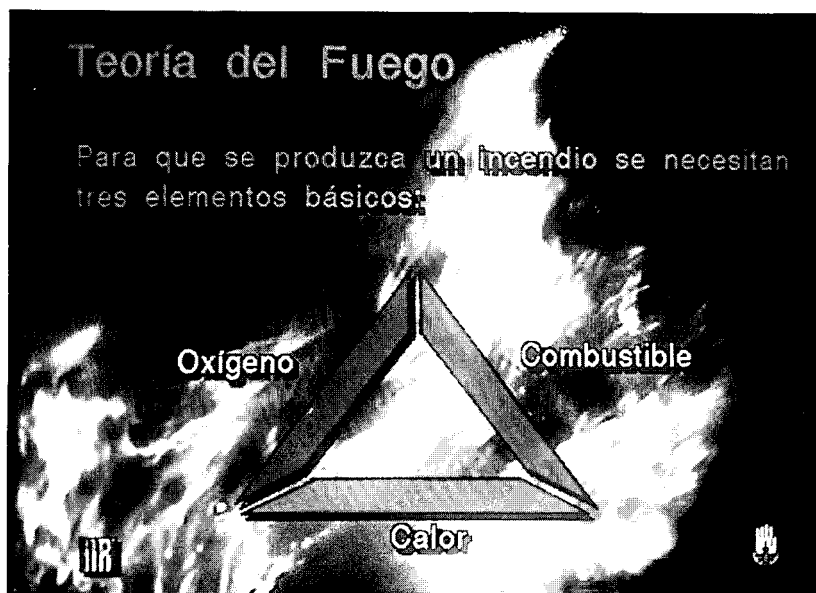 Teoría del Fuego
Para que se produzca un incendio se necesitan
tres elementos básicos:
Oxígeno
Combustible
Calor